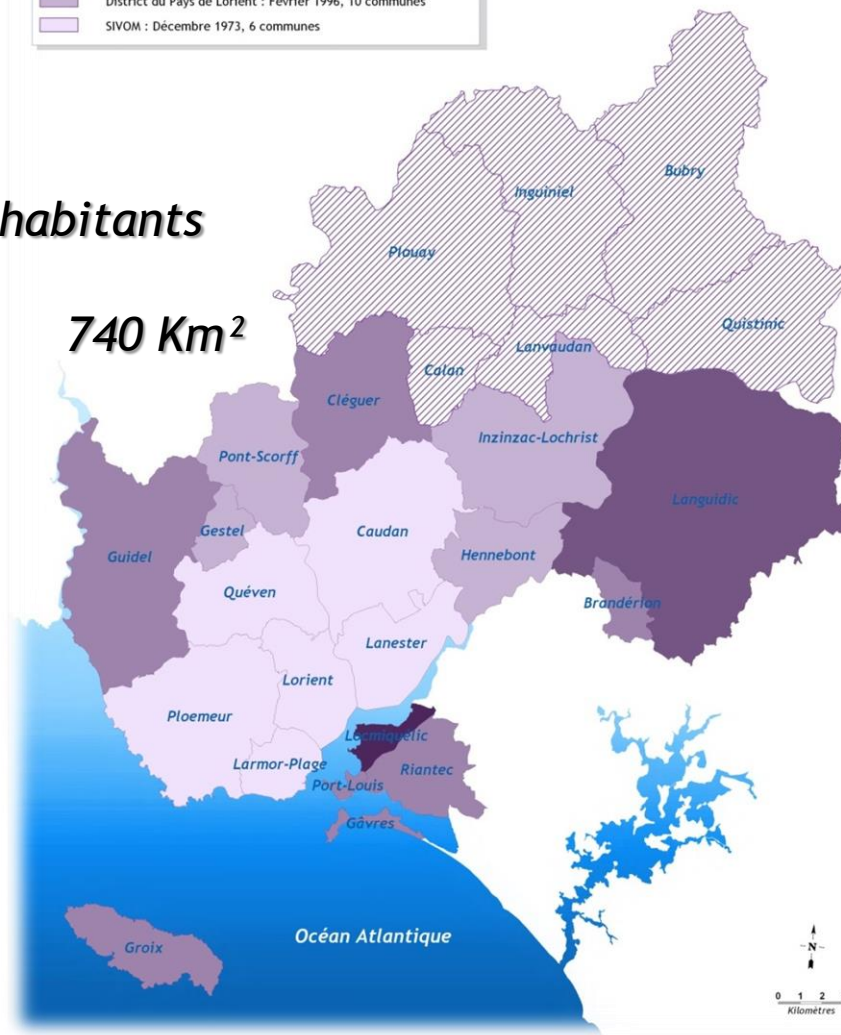 District du Pays de Lorient : Février 1996, 10 communes
SIVOM : Décembre 1973, 6 communes
habitants
740 Km²
Bubry
Inguiniel
Plouay
Quistinic
Lanvaudan
Calan
Cléguer
Inzinzac-Lochrist
Pont-Scorff
Languidic
Gestel
Caudan
Guidel
Hennebont
Quéven
Brandérion
Lanester
Lorient
Ploemeur
Locmiquelic
Larmor-Plage
Riantec
Port-Louis
Gâvres
Océan Atlantique
Groix
N
0 1 2
Kilomètres